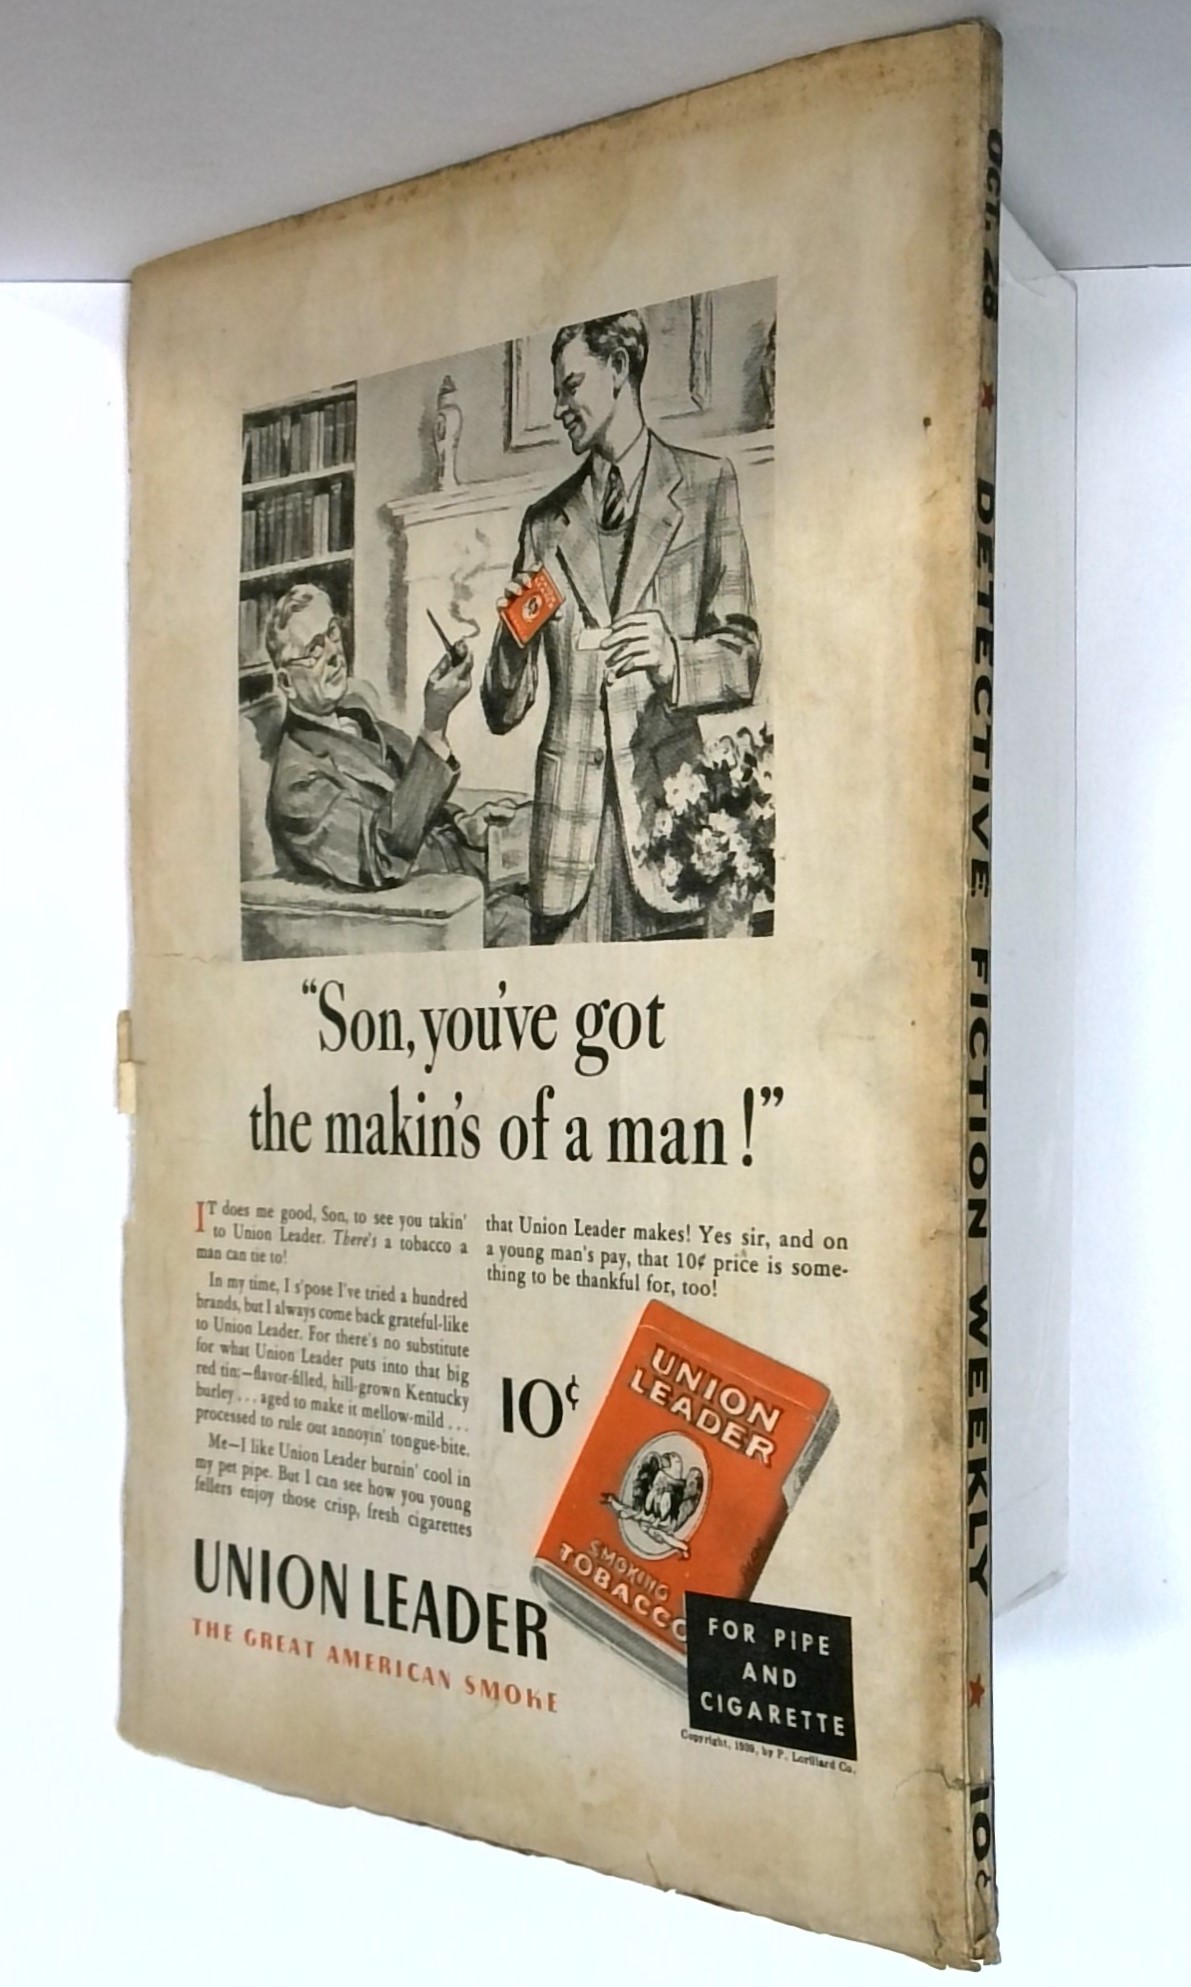 "Son, you've got
the makin's of a man!"
IT does me good, Son, to see you takin'
to Union Leader. There's a tobacco a
man can tie to!
In my time, I s'pose I've tried a hundred
brands, but I always come back grateful-like
to Union Leader. For there's no substitute
for what Union Leader puts into that big
red tin:—flavor-filled, hill-grown Kentucky
burley...aged to make it mellow-mild...
processed to rule out annoyin' tongue-bite.
Me—I like Union Leader burnin' cool in
my pet pipe. But I can see how you young
fellers enjoy those crisp, fresh cigarettes
that Union Leader makes! Yes sir, and on
a young man's pay, that 10¢ price is some-
thing to be thankful for, too!
10¢
UNION
LEADER
SMOKING
TOBACCO
UNION LEADER
THE GREAT AMERICAN SMOKE
FOR PIPE
AND
CIGARETTE
Copyright, 1939, by P. Lorillard Co.
OCT. 28 ★ DETECTIVE FICTION WEEKLY ★ 10¢